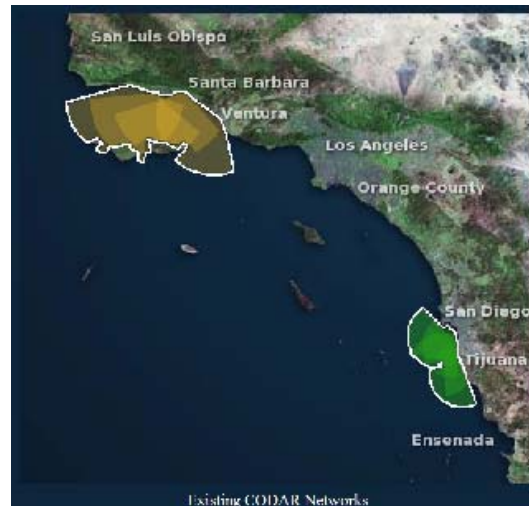 San Luis Obispo
Santa Barbara
Ventura
Los Angeles
Orange County
San Diego
Tijuana
Ensenada
Existing CODAR Networks